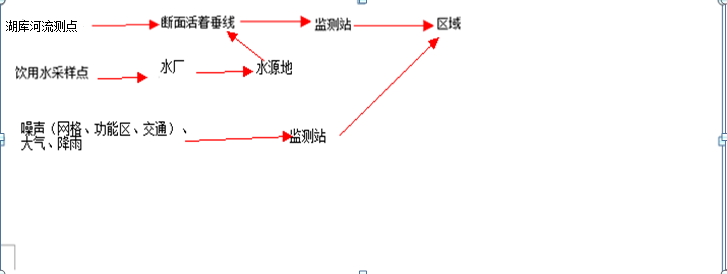 湖库河流测点
断面活着垂线
监测站
区域
饮用水采样点
水厂
水源地
噪声（网格、功能区、交通）、
大气、降雨
监测站